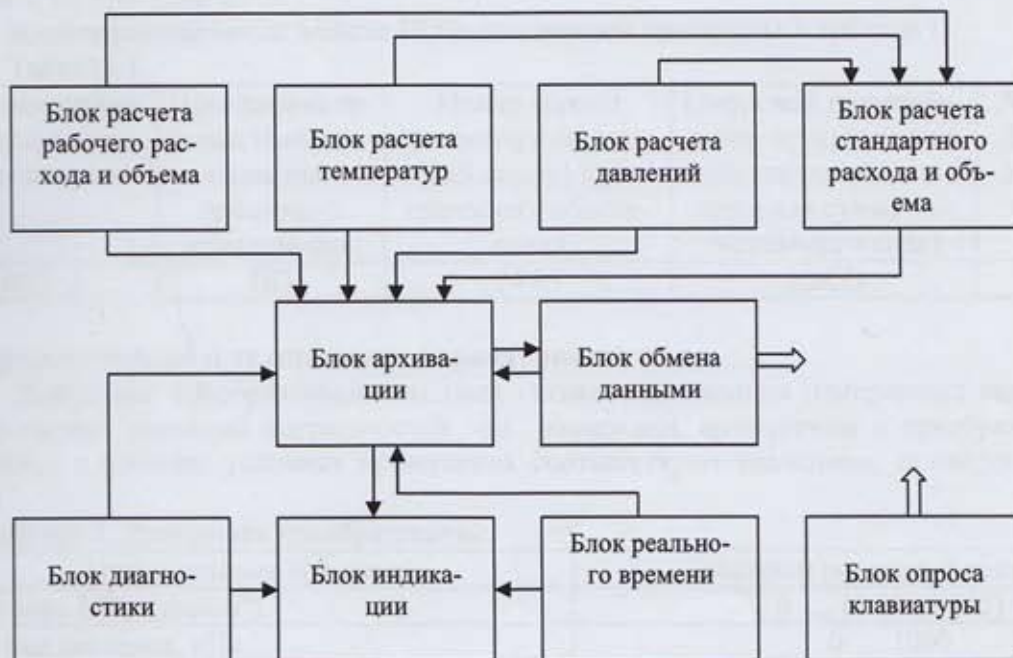 Блок расчета
рабочего рас-
хода и объема
Блок расчета
температур
Блок расчета
давлений
Блок расчета
стандартного
расхода и объ-
ема
Блок архива-
ции
Блок обмена
данными
Блок диагно-
стики
Блок индика-
ции
Блок реально-
го времени
Блок опроса
клавиатуры